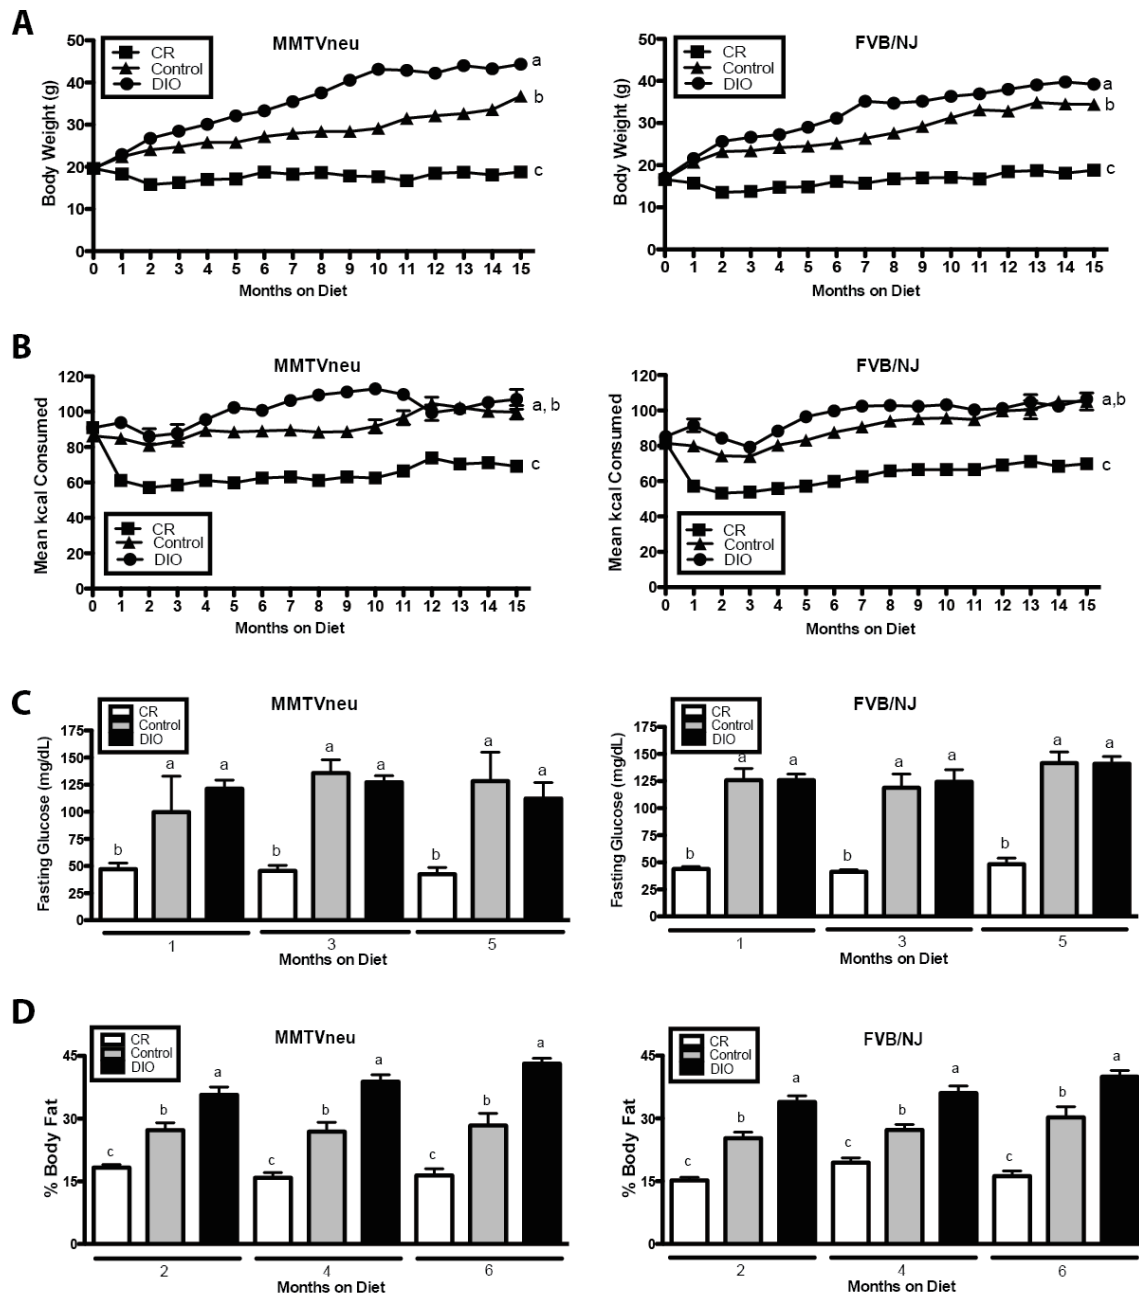 A
MMTVneu
FVB/NJ
CR
Control
DIO
Body Weight (g)
50
40
30
20
10
0
a
b
c
0 1 2 3 4 5 6 7 8 9 10 11 12 13 14 15
Months on Diet
CR
Control
DIO
Body Weight (g)
50
40
30
20
10
0
a
b
c
0 1 2 3 4 5 6 7 8 9 10 11 12 13 14 15
Months on Diet
B
MMTVneu
FVB/NJ
Mean kcal Consumed
120
100
80
60
40
20
0
a, b
c
CR
Control
DIO
0 1 2 3 4 5 6 7 8 9 10 11 12 13 14 15
Months on Diet
Mean kcal Consumed
120
100
80
60
40
20
0
a,b
c
CR
Control
DIO
0 1 2 3 4 5 6 7 8 9 10 11 12 13 14 15
Months on Diet
C
MMTVneu
FVB/NJ
CR
Control
DIO
Fasting Glucose (mg/dL)
175
150
125
100
75
50
25
0
b a a b a a b a a
1 3 5
Months on Diet
CR
Control
DIO
Fasting Glucose (mg/dL)
175
150
125
100
75
50
25
0
b a a b a a b a a
1 3 5
Months on Diet
D
MMTVneu
FVB/NJ
CR
Control
DIO
% Body Fat
45
30
15
0
c b a c b a c b a
2 4 6
Months on Diet
CR
Control
DIO
% Body Fat
45
30
15
0
c b a c b a c b a
2 4 6
Months on Diet